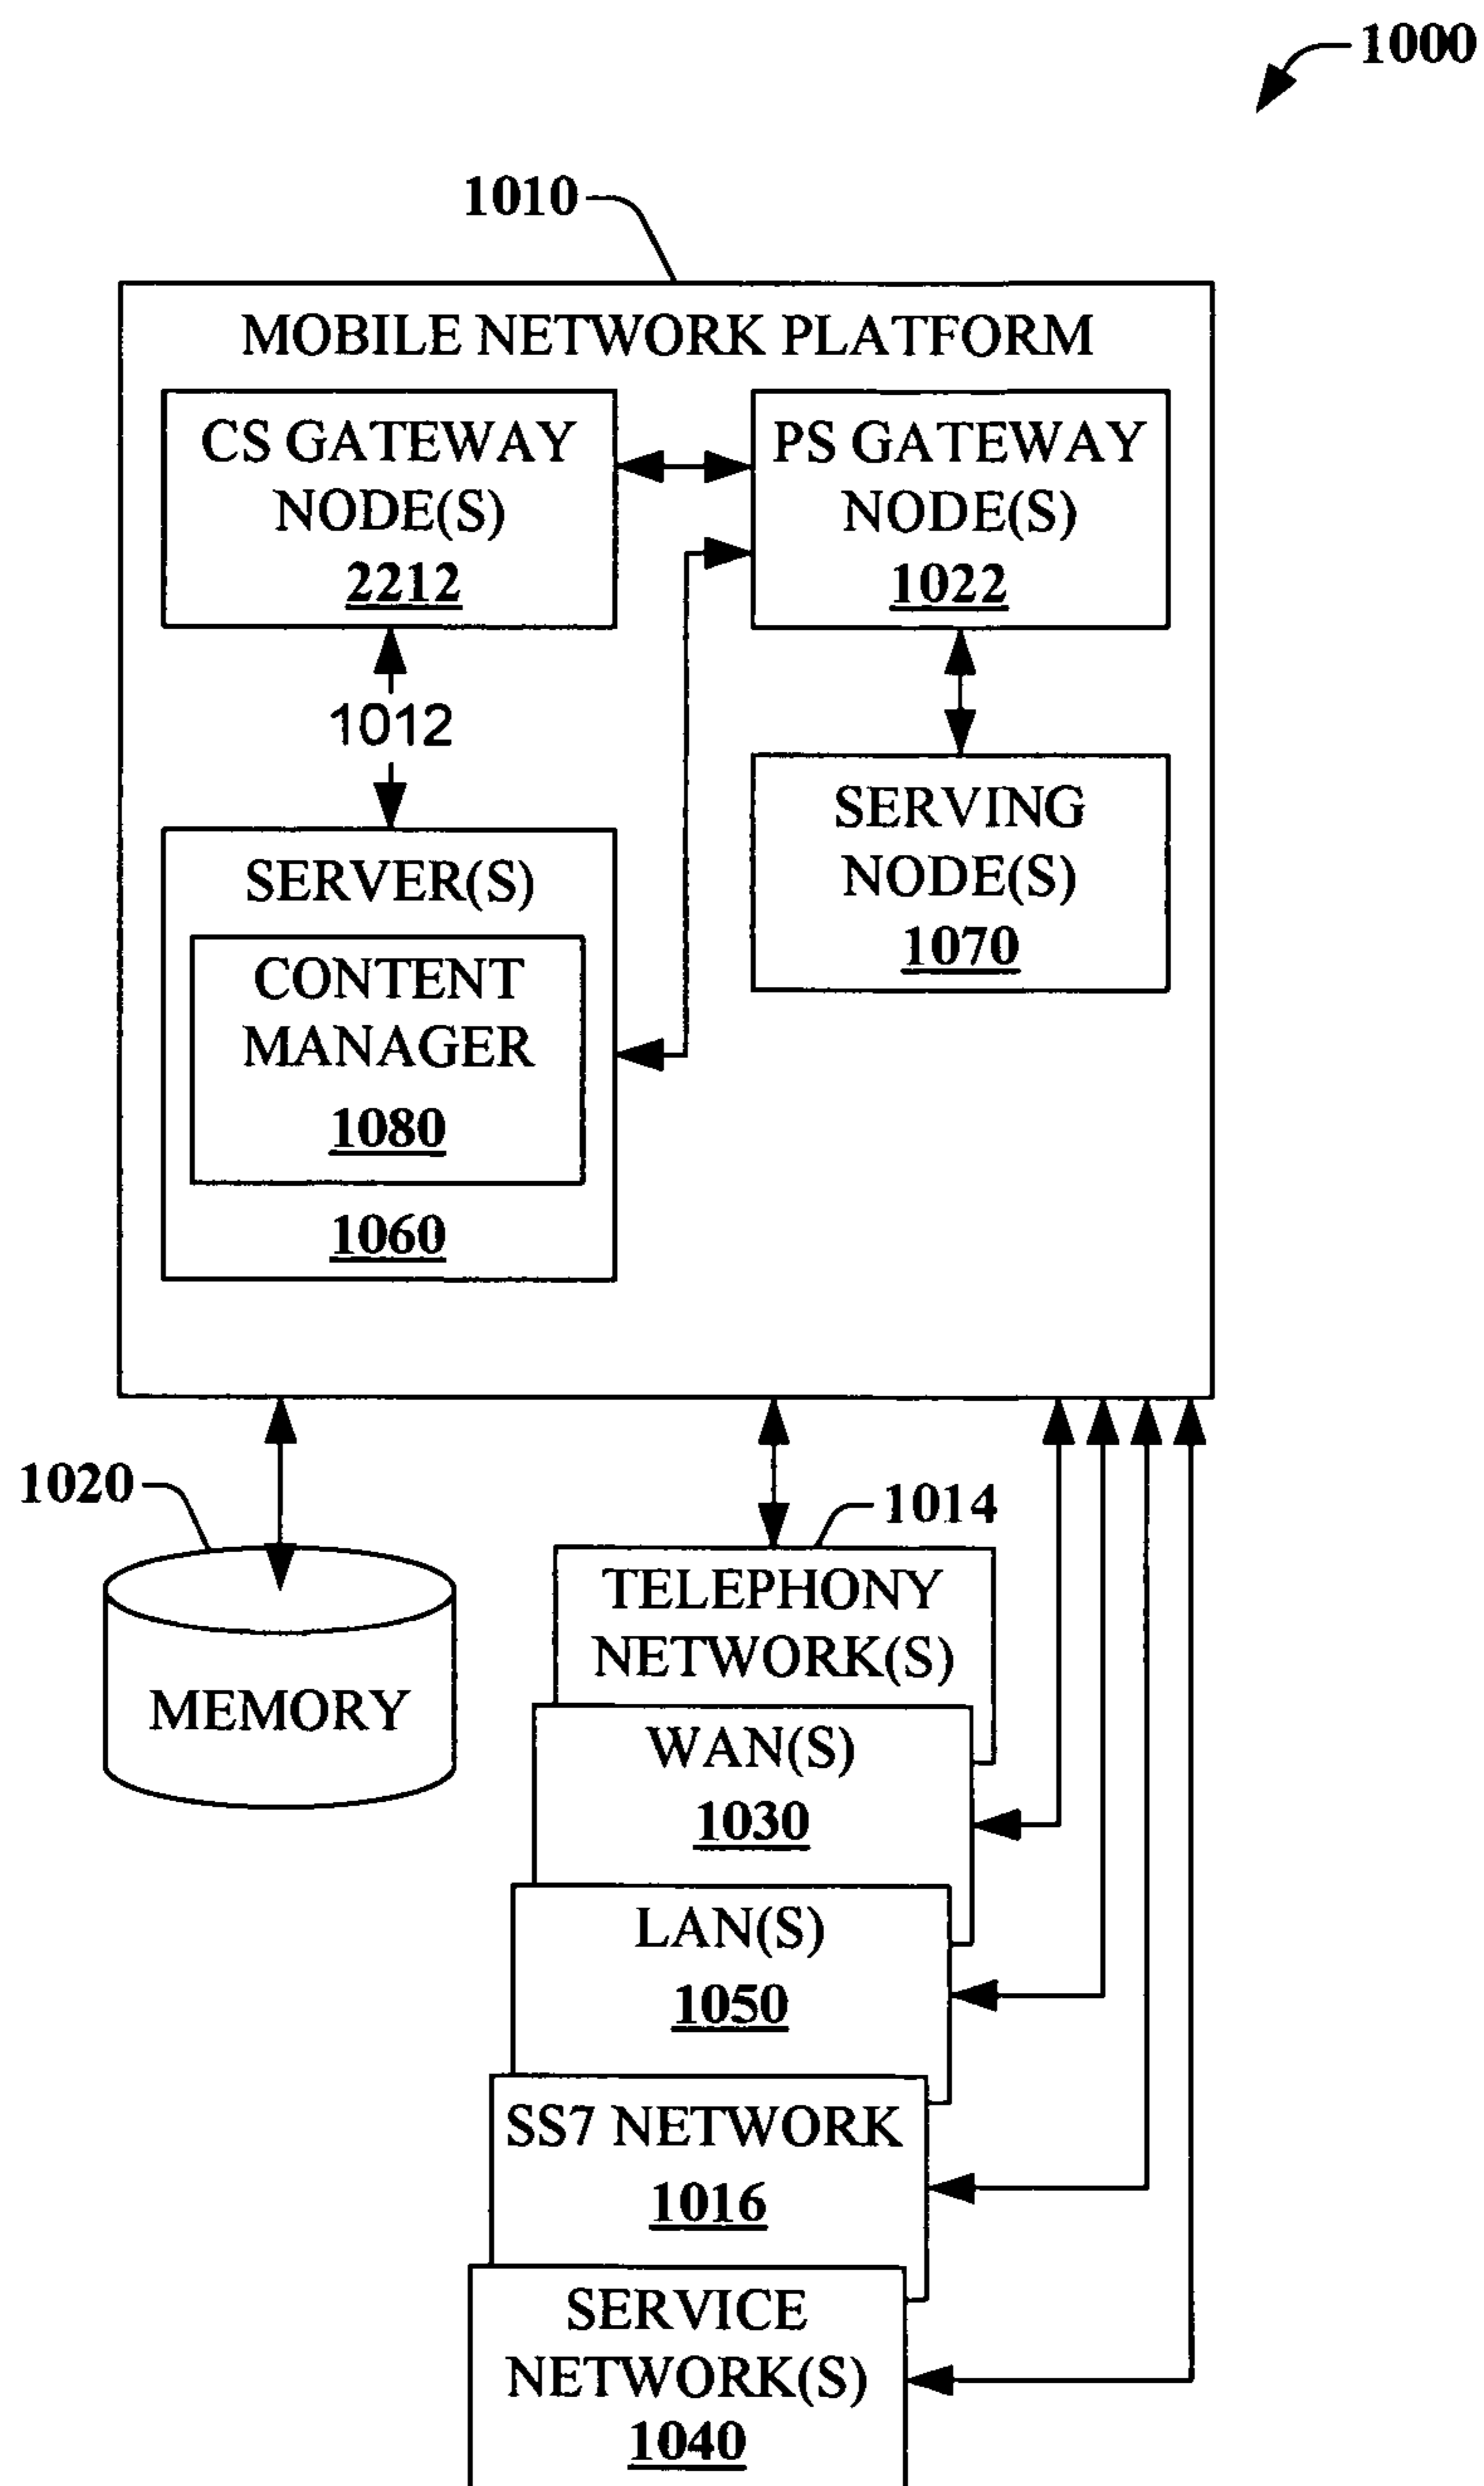 1000
1010
MOBILE NETWORK PLATFORM
CS GATEWAY
NODE(S)
2212
PS GATEWAY
NODE(S)
1022
1012
SERVING
NODE(S)
1070
SERVER(S)
CONTENT
MANAGER
1080
1060
1020
MEMORY
1014
TELEPHONY
NETWORK(S)
WAN(S)
1030
LAN(S)
1050
SS7 NETWORK
1016
SERVICE
NETWORK(S)
1040